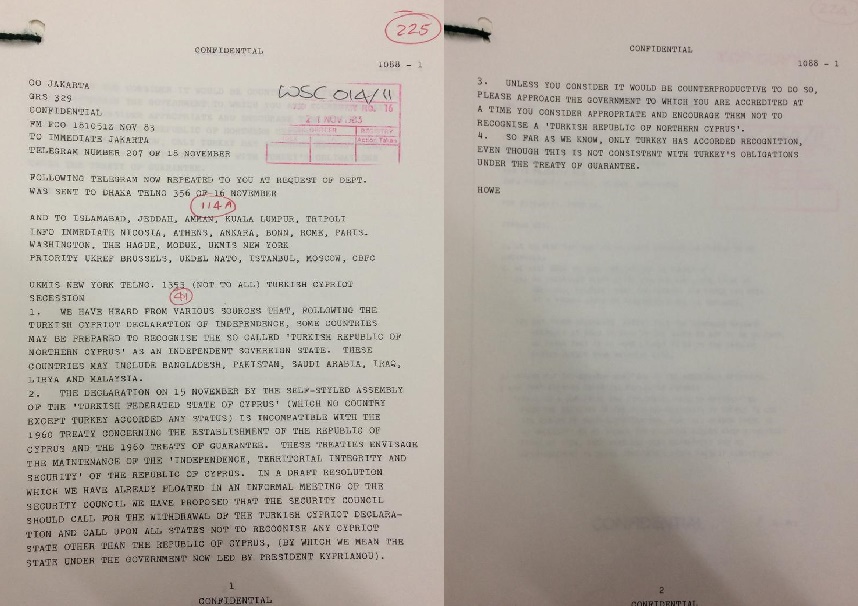 225
CONFIDENTIAL
1088 - 1
OO JAKARTA
GRS 329
CONFIDENTIAL
FM FCO 181051Z NOV 83
TO IMMEDIATE JAKARTA
TELEGRAM NUMBER 207 OF 18 NOVEMBER
WSC 014/11
16
21 NOV 1983
FOLLOWING TELEGRAM NOW REPEATED TO YOU AT REQUEST OF DEPT.
WAS SENT TO DHAKA TELNO 356 OF 16 NOVEMBER
114A
AND TO ISLAMABAD, JEDDAH, AMMAN, KUALA LUMPUR, TRIPOLI
INFO IMMEDIATE NICOSIA, ATHENS, ANKARA, BONN, ROME, PARIS.
WASHINGTON, THE HAGUE, MODUK, UKMIS NEW YORK
PRIORITY UKREP BRUSSELS, UKDEL NATO, ISTANBUL, MOSCOW, CBFC
UKMIS NEW YORK TELNO. 1353 (NOT TO ALL) TURKISH CYPRIOT
SECESSION
1. WE HAVE HEARD FROM VARIOUS SOURCES THAT, FOLLOWING THE
TURKISH CYPRIOT DECLARATION OF INDEPENDENCE, SOME COUNTRIES
MAY BE PREPARED TO RECOGNISE THE SO CALLED 'TURKISH REPUBLIC OF
NORTHERN CYPRUS' AS AN INDEPENDENT SOVEREIGN STATE. THESE
COUNTRIES MAY INCLUDE BANGLADESH, PAKISTAN, SAUDI ARABIA, IRAQ,
LIBYA AND MALAYSIA.
2. THE DECLARATION ON 15 NOVEMBER BY THE SELF-STYLED ASSEMBLY
OF THE 'TURKISH FEDERATED STATE OF CYPRUS' (WHICH NO COUNTRY
EXCEPT TURKEY ACCORDED ANY STATUS) IS INCOMPATIBLE WITH THE
1960 TREATY CONCERNING THE ESTABLISHMENT OF THE REPUBLIC OF
CYPRUS AND THE 1960 TREATY OF GUARANTEE. THESE TREATIES ENVISAGE
THE MAINTENANCE OF THE 'INDEPENDENCE, TERRITORIAL INTEGRITY AND
SECURITY' OF THE REPUBLIC OF CYPRUS. IN A DRAFT RESOLUTION
WHICH WE HAVE ALREADY FLOATED IN AN INFORMAL MEETING OF THE
SECURITY COUNCIL WE HAVE PROPOSED THAT THE SECURITY COUNCIL
SHOULD CALL FOR THE WITHDRAWAL OF THE TURKISH CYPRIOT DECLARA-
TION AND CALL UPON ALL STATES NOT TO RECOGNISE ANY CYPRIOT
STATE OTHER THAN THE REPUBLIC OF CYPRUS, (BY WHICH WE MEAN THE
STATE UNDER THE GOVERNMENT NOW LED BY PRESIDENT KYPRIANOU).
1
CONFIDENTIAL
CONFIDENTIAL
1088 - 1
3. UNLESS YOU CONSIDER IT WOULD BE COUNTERPRODUCTIVE TO DO SO,
PLEASE APPROACH THE GOVERNMENT TO WHICH YOU ARE ACCREDITED AT
A TIME YOU CONSIDER APPROPRIATE AND ENCOURAGE THEM NOT TO
RECOGNISE A 'TURKISH REPUBLIC OF NORTHERN CYPRUS'.
4. SO FAR AS WE KNOW, ONLY TURKEY HAS ACCORDED RECOGNITION,
EVEN THOUGH THIS IS NOT CONSISTENT WITH TURKEY'S OBLIGATIONS
UNDER THE TREATY OF GUARANTEE.
HOWE
2
CONFIDENTIAL